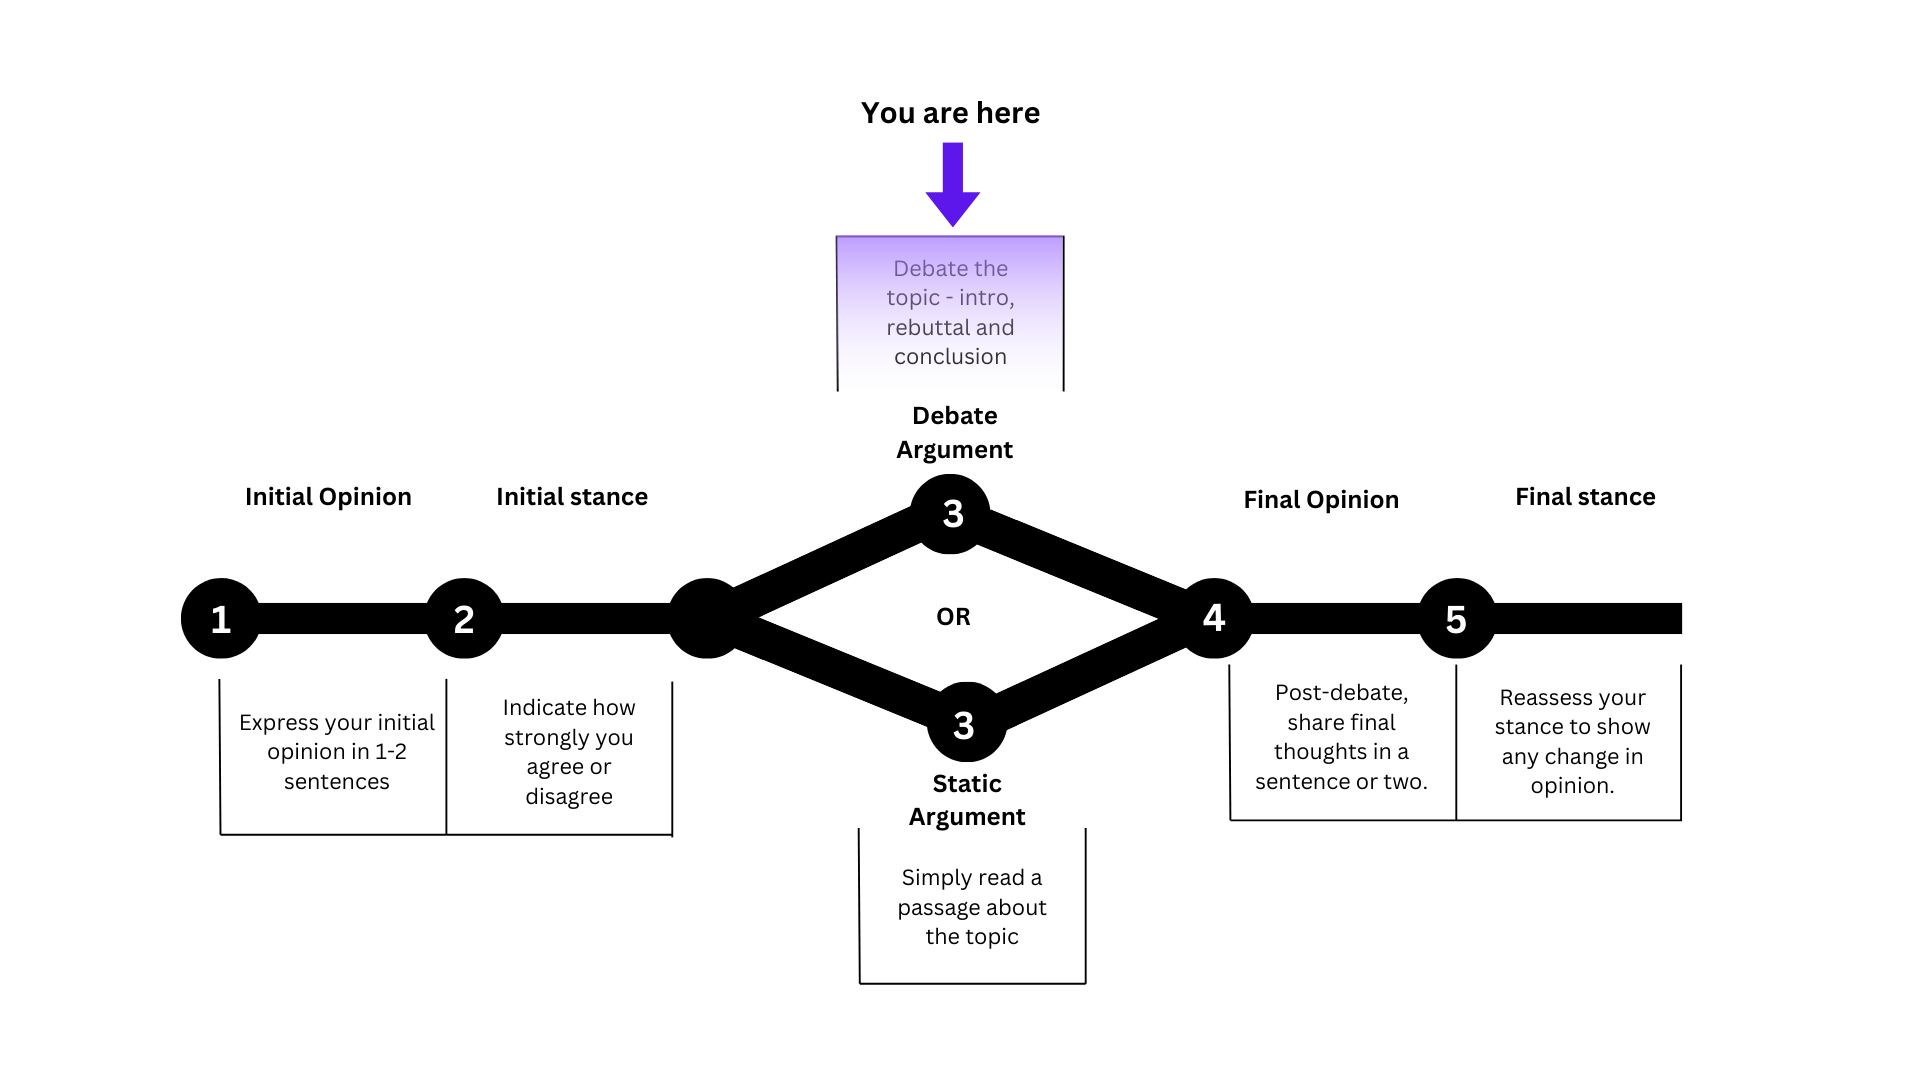 You are here
Debate the
topic - intro,
rebuttal and
conclusion
Debate
Argument
3
Initial Opinion
Initial stance
Final Opinion
Final stance
1
2
OR
4
5
Express your initial
opinion in 1-2
sentences
Indicate how
strongly you
agree or
disagree
3
Static
Argument
Simply read a
passage about
the topic
Post-debate,
share final
thoughts in a
sentence or two.
Reassess your
stance to show
any change in
opinion.